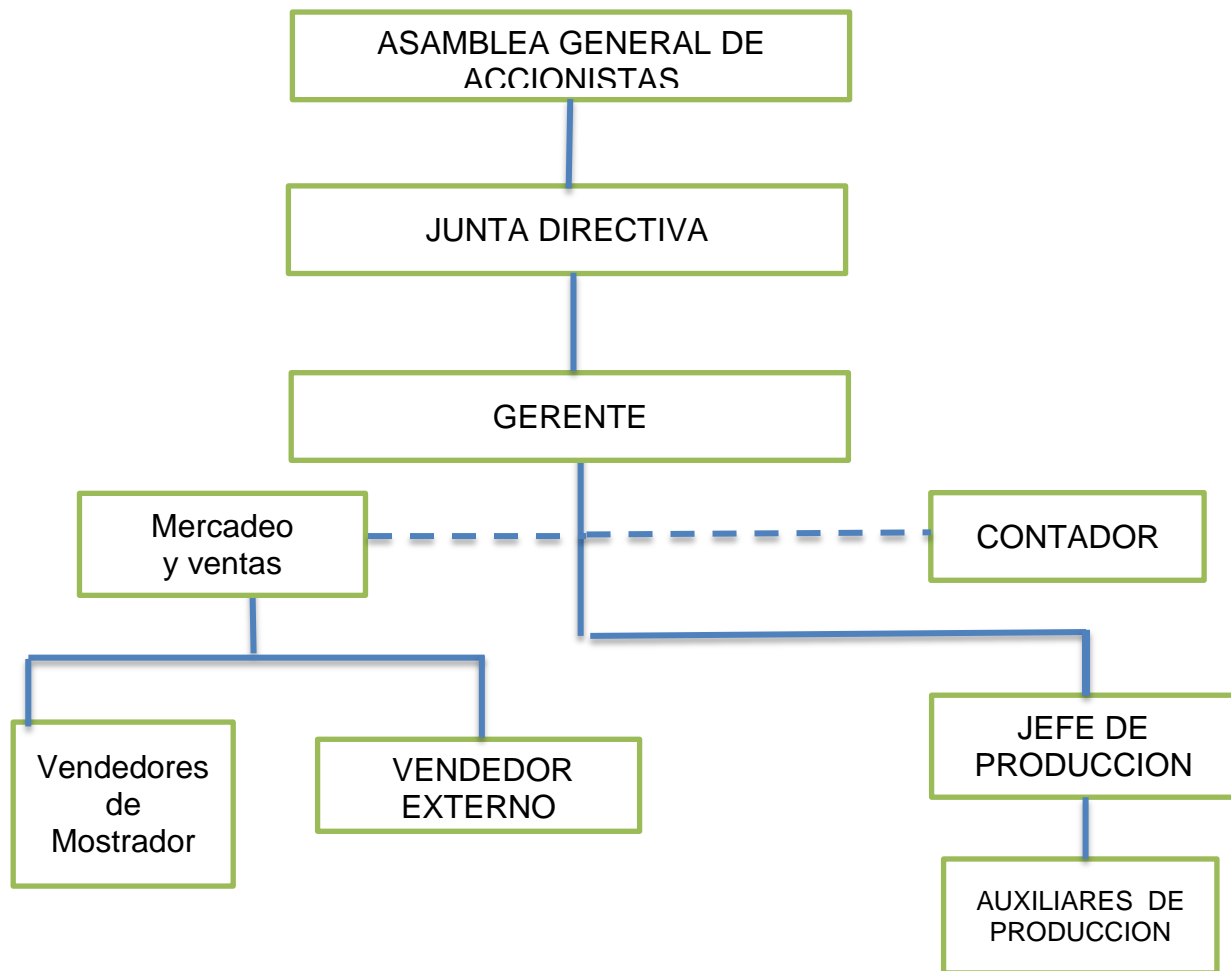 ASAMBLEA GENERAL DE
ACCIONISTAS
JUNTA DIRECTIVA
GERENTE
Mercadeo
y ventas
CONTADOR
Vendedores
de
Mostrador
VENDEDOR
EXTERNO
JEFE DE
PRODUCCION
AUXILIARES DE
PRODUCCION